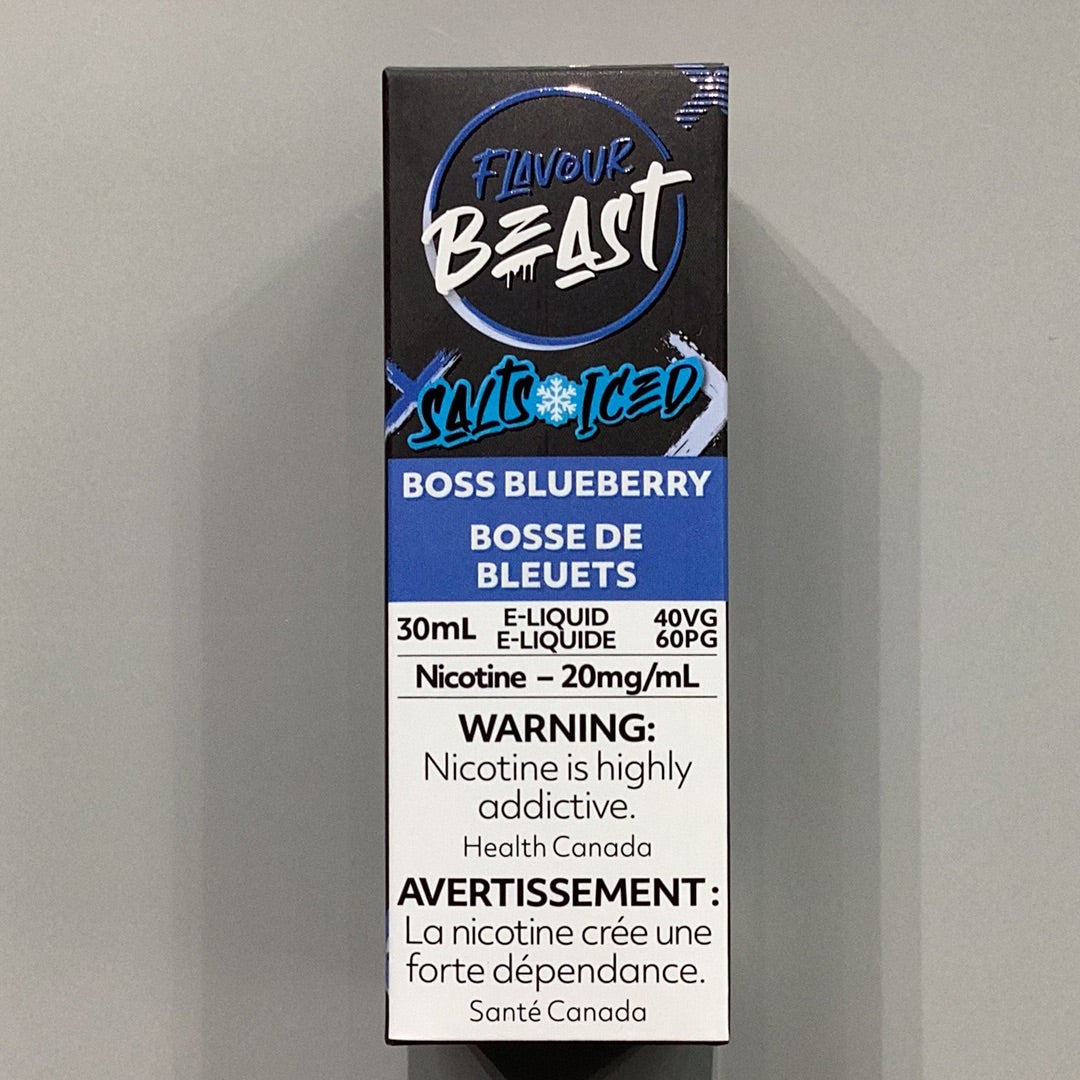 FLAVOUR
BEAST
SALTS ICED
BOSS BLUEBERRY
BOSSE DE
BLEUETS
30mL E-LIQUID 40VG
E-LIQUIDE 60PG
Nicotine – 20mg/mL
WARNING:
Nicotine is highly
addictive.
Health Canada
AVERTISSEMENT :
La nicotine crée une
forte dépendance.
Santé Canada